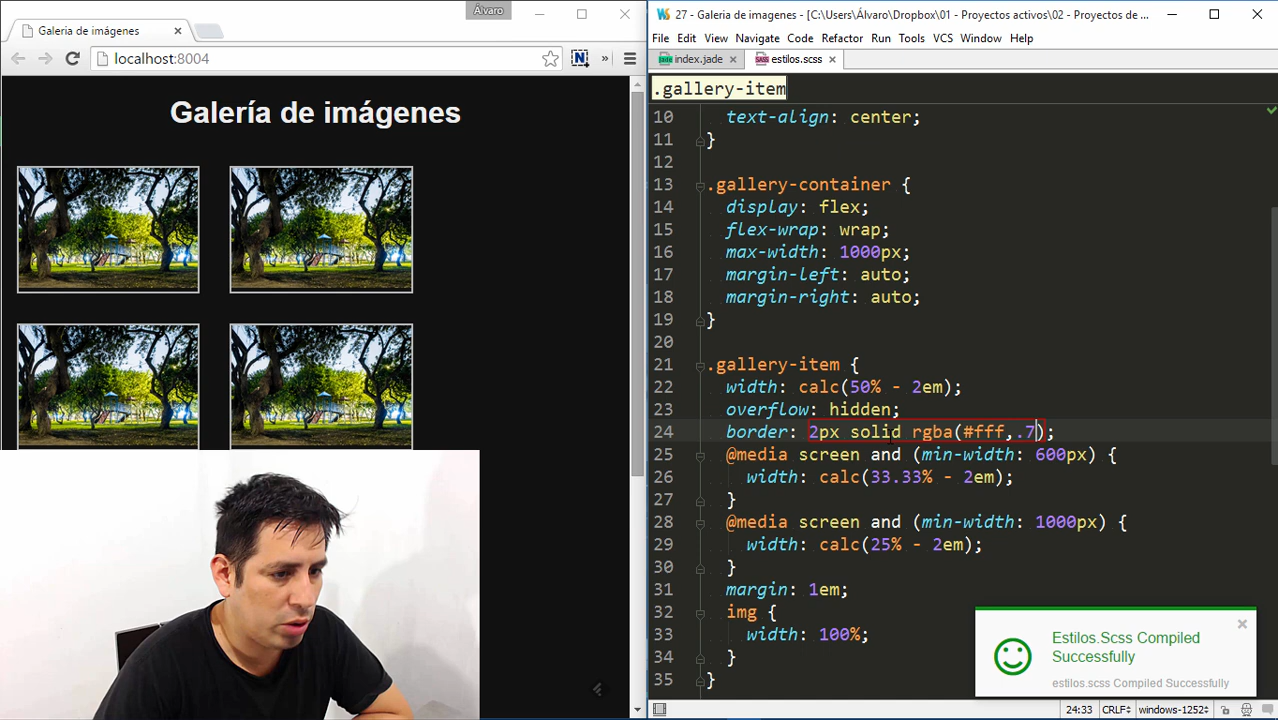 Álvaro
Galeria de imagenes
localhost:8004
Galería de imágenes
27 - Galeria de imagenes - [C:\Users\Álvaro\Dropbox\01 - Proyectos activos\02 - Proyectos de ...
File Edit View Navigate Code Refactor Run Tools VCS Window Help
index.jade estilos.scss
.gallery-item
10 text-align: center;
11 }
12
13 .gallery-container {
14 display: flex;
15 flex-wrap: wrap;
16 max-width: 1000px;
17 margin-left: auto;
18 margin-right: auto;
19 }
20
21 .gallery-item {
22 width: calc(50% - 2em);
23 overflow: hidden;
24 border: 2px solid rgba(#fff,.7);
25 @media screen and (min-width: 600px) {
26 width: calc(33.33% - 2em);
27 }
28 @media screen and (min-width: 1000px) {
29 width: calc(25% - 2em);
30 }
31 margin: 1em;
32 img {
33 width: 100%;
34 }
35 }
Estilos.Scss Compiled
Successfully
estilos.scss Compiled Successfully
24:33 CRLF windows-1252